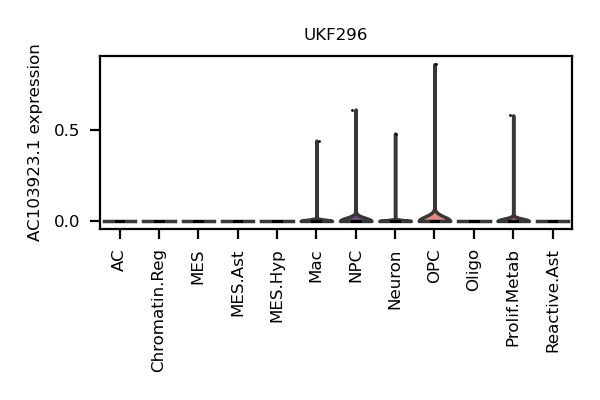 UKF296
AC103923.1 expression
0.5
0.0
AC
Chromatin.Reg
MES
MES.Ast
MES.Hyp
Mac
NPC
Neuron
OPC
Oligo
Prolif.Metab
Reactive.Ast